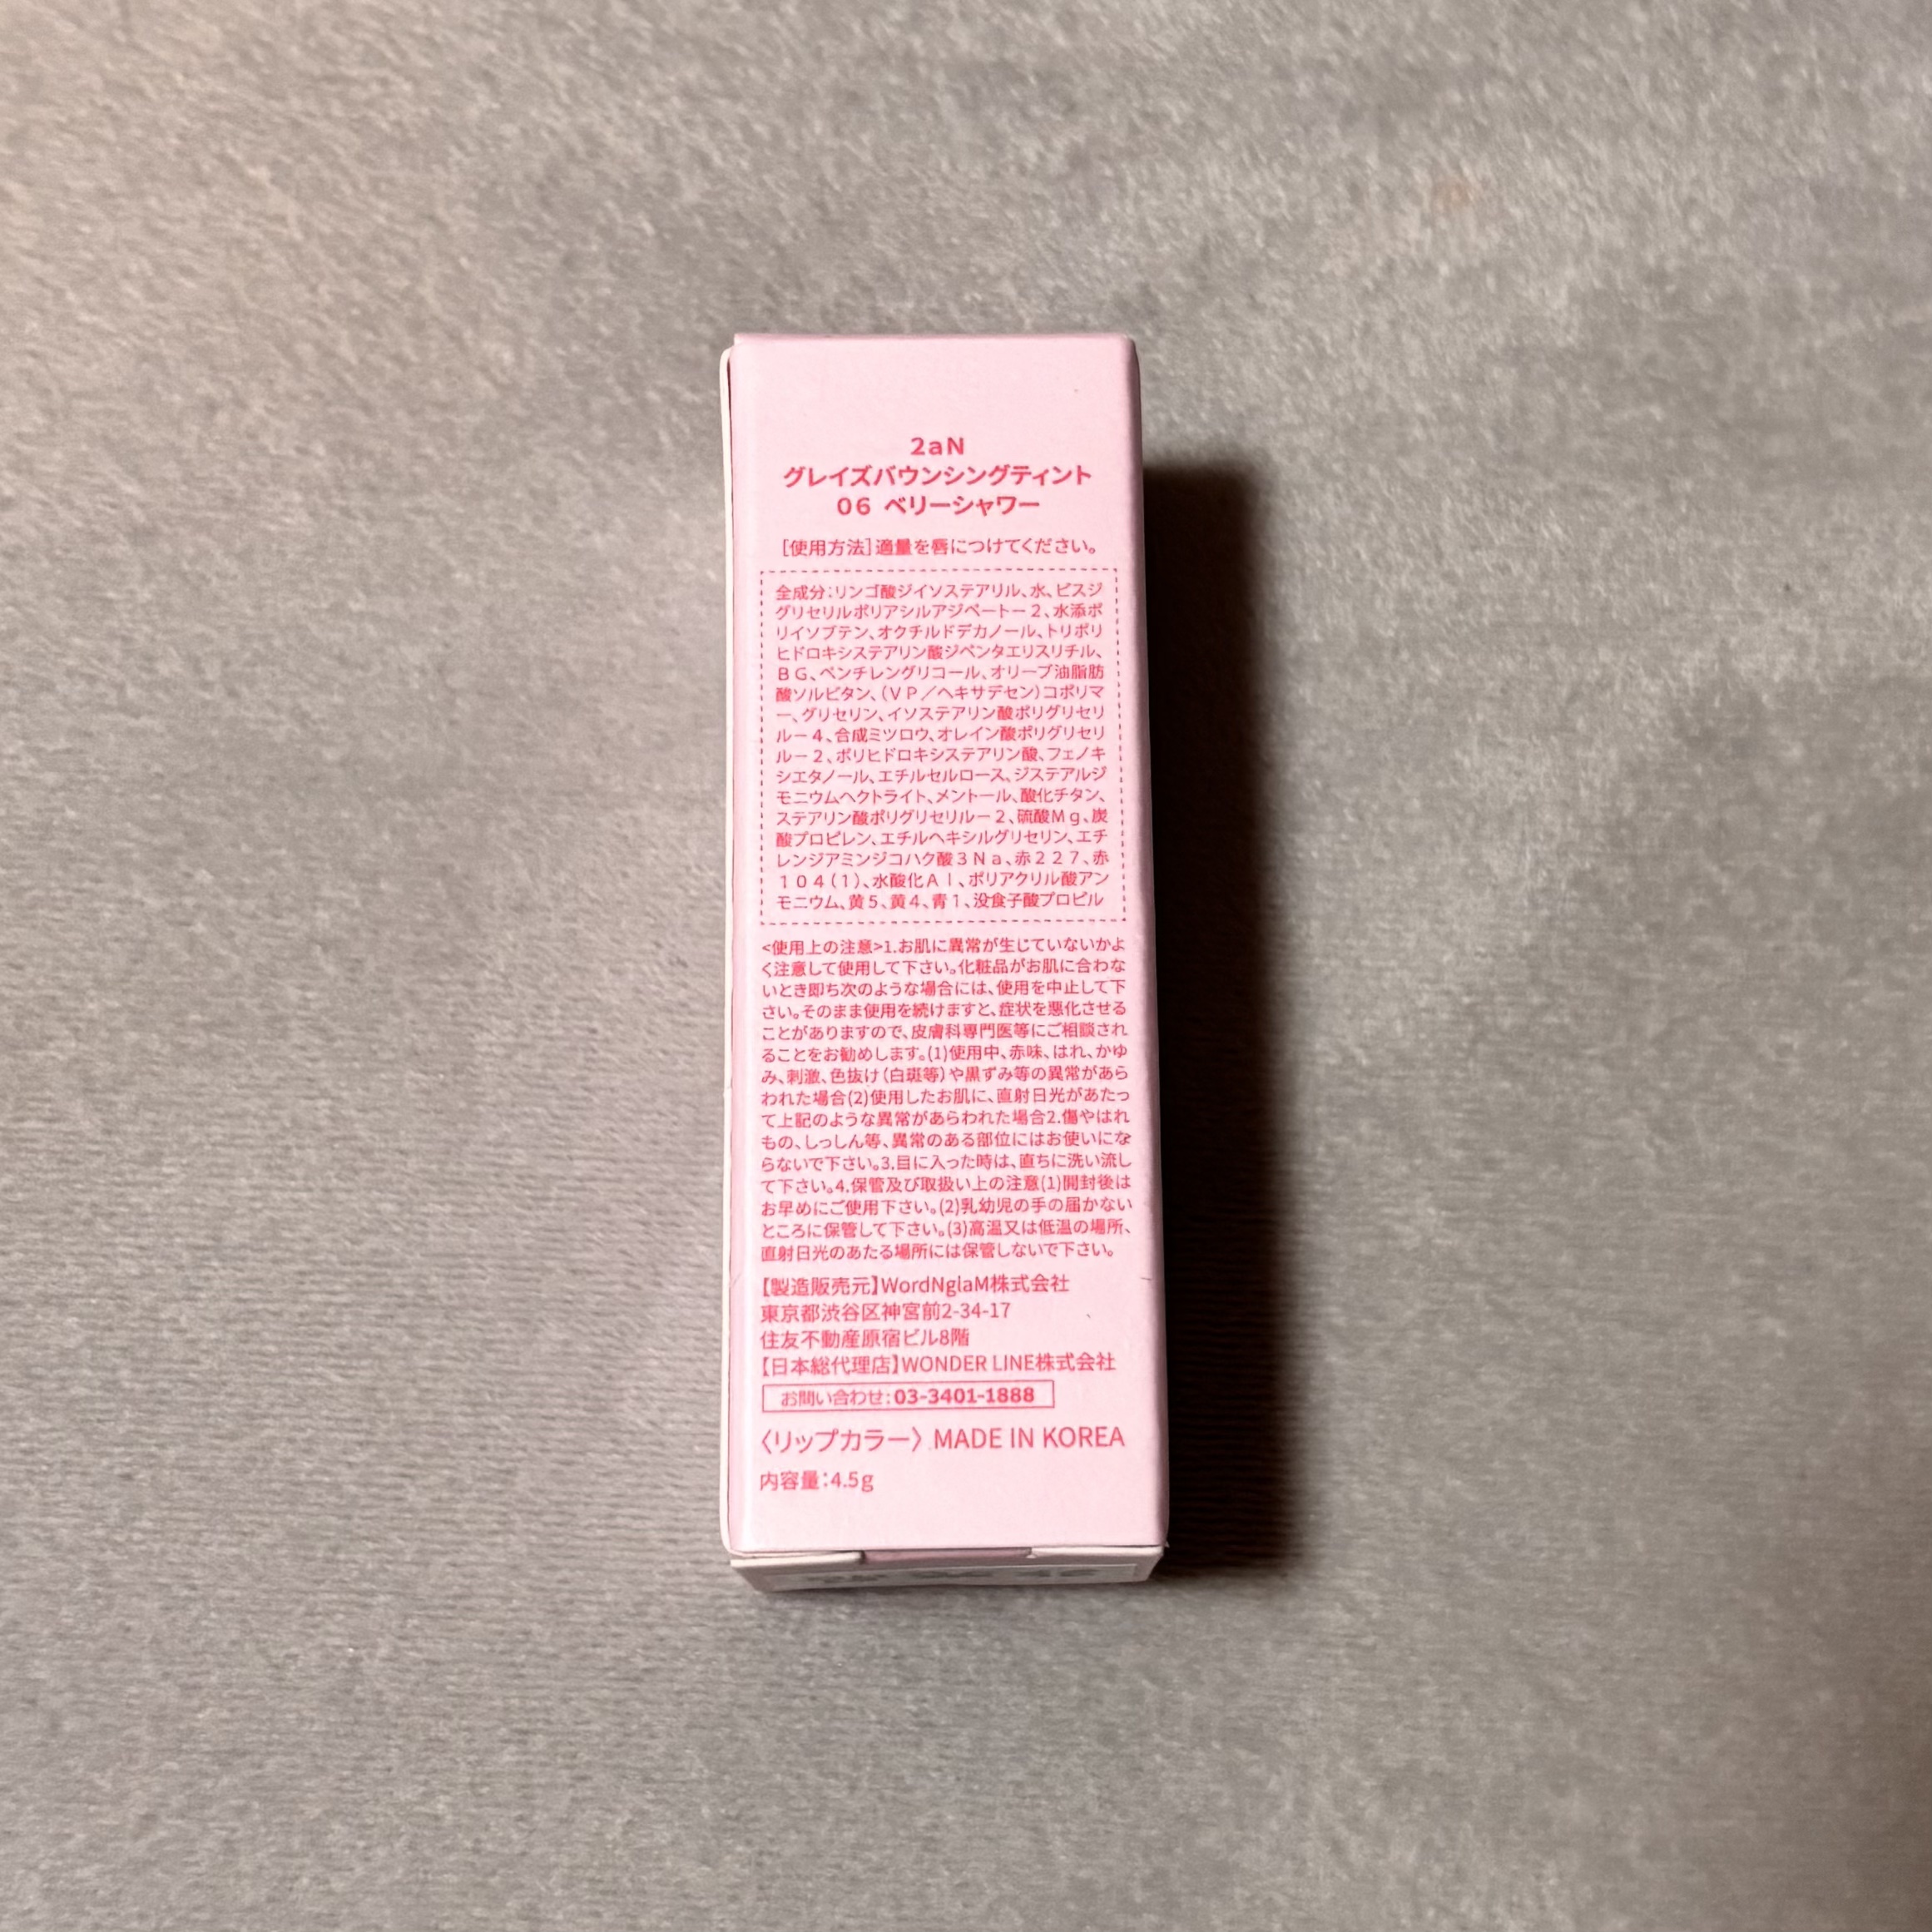 2aN
グレイズバウンシングティント
06 ベリーシャワー
［使用方法］適量を唇につけてください。
全成分：リンゴ酸ジイソステアリル、水、ビスジ
グリセリルポリアシルアジペートー２、水添ポ
リイソブテン、オクチルドデカノール、トリポリ
ヒドロキシステアリン酸ジペンタエリスリチル、
ＢＧ、ペンチレングリコール、オリーブ油脂肪
酸ソルビタン、（ＶＰ／ヘキサデセン）コポリマ
ー、グリセリン、イソステアリン酸ポリグリセリ
ルー４、合成ミツロウ、オレイン酸ポリグリセリ
ルー２、ポリヒドロキシステアリン酸、フェノキ
シエタノール、エチルセルロース、ジステアルジ
モニウムヘクトライト、メントール、酸化チタン、
ステアリン酸ポリグリセリルー２、硫酸Ｍｇ、炭
酸プロピレン、エチルヘキシルグリセリン、エチ
レンジアミンジコハク酸３Ｎａ、赤２２７、赤
１０４（１）、水酸化Ａｌ、ポリアクリル酸アン
モニウム、黄５、黄４、青１、没食子酸プロピル
<使用上の注意>1.お肌に異常が生じていないかよ
く注意して使用して下さい。化粧品がお肌に合わな
いとき即ち次のような場合には、使用を中止して下
さい。そのまま使用を続けますと、症状を悪化させる
ことがありますので、皮膚科専門医等にご相談され
ることをお勧めします。(1)使用中、赤味、はれ、かゆ
み、刺激、色抜け（白斑等）や黒ずみ等の異常があら
われた場合(2)使用したお肌に、直射日光があたっ
て上記のような異常があらわれた場合2.傷やはれ
もの、しっしん等、異常のある部位にはお使いにな
らないで下さい。3.目に入った時は、直ちに洗い流し
て下さい。4.保管及び取扱い上の注意(1)開封後は
お早めにご使用下さい。(2)乳幼児の手の届かない
ところに保管して下さい。(3)高温又は低温の場所、
直射日光のあたる場所には保管しないで下さい。
【製造販売元】WordNglaM株式会社
東京都渋谷区神宮前2-34-17
住友不動産原宿ビル8階
【日本総代理店】WONDER LINE株式会社
お問い合わせ：03-3401-1888
〈リップカラー〉 MADE IN KOREA
内容量：4.5g